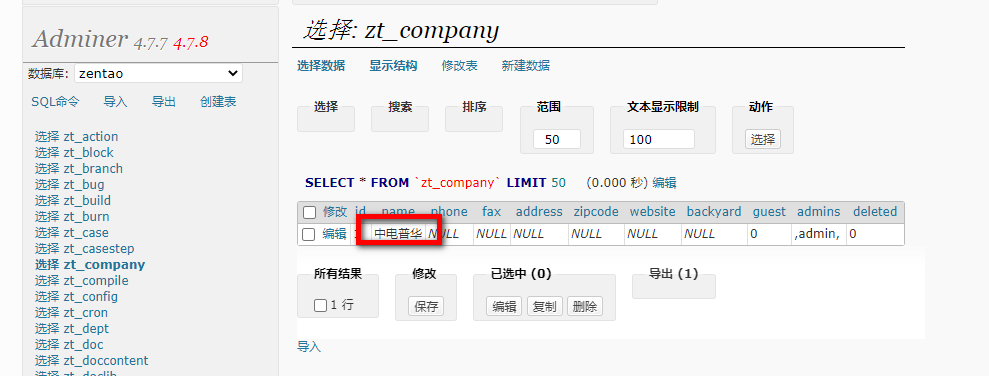 Adminer 4.7.7 4.7.8
数据库: zentao
SQL命令 导入 导出 创建表
选择 zt_action
选择 zt_block
选择 zt_branch
选择 zt_bug
选择 zt_build
选择 zt_burn
选择 zt_case
选择 zt_casestep
选择 zt_company
选择 zt_compile
选择 zt_config
选择 zt_cron
选择 zt_dept
选择 zt_doc
选择 zt_doccontent
选择 zt_doclib
选择: zt_company
选择数据 显示结构 修改表 新建数据
选择 搜索 排序 范围 文本显示限制 动作
50 100 选择
SELECT * FROM `zt_company` LIMIT 50 (0.000 秒) 编辑
修改 id name phone fax address zipcode website backyard guest admins deleted
编辑 中电普华 NULL NULL NULL NULL NULL NULL 0 ,admin, 0
所有结果 修改 已选中 (0) 导出 (1)
1 行 保存 编辑 复制 删除
导入